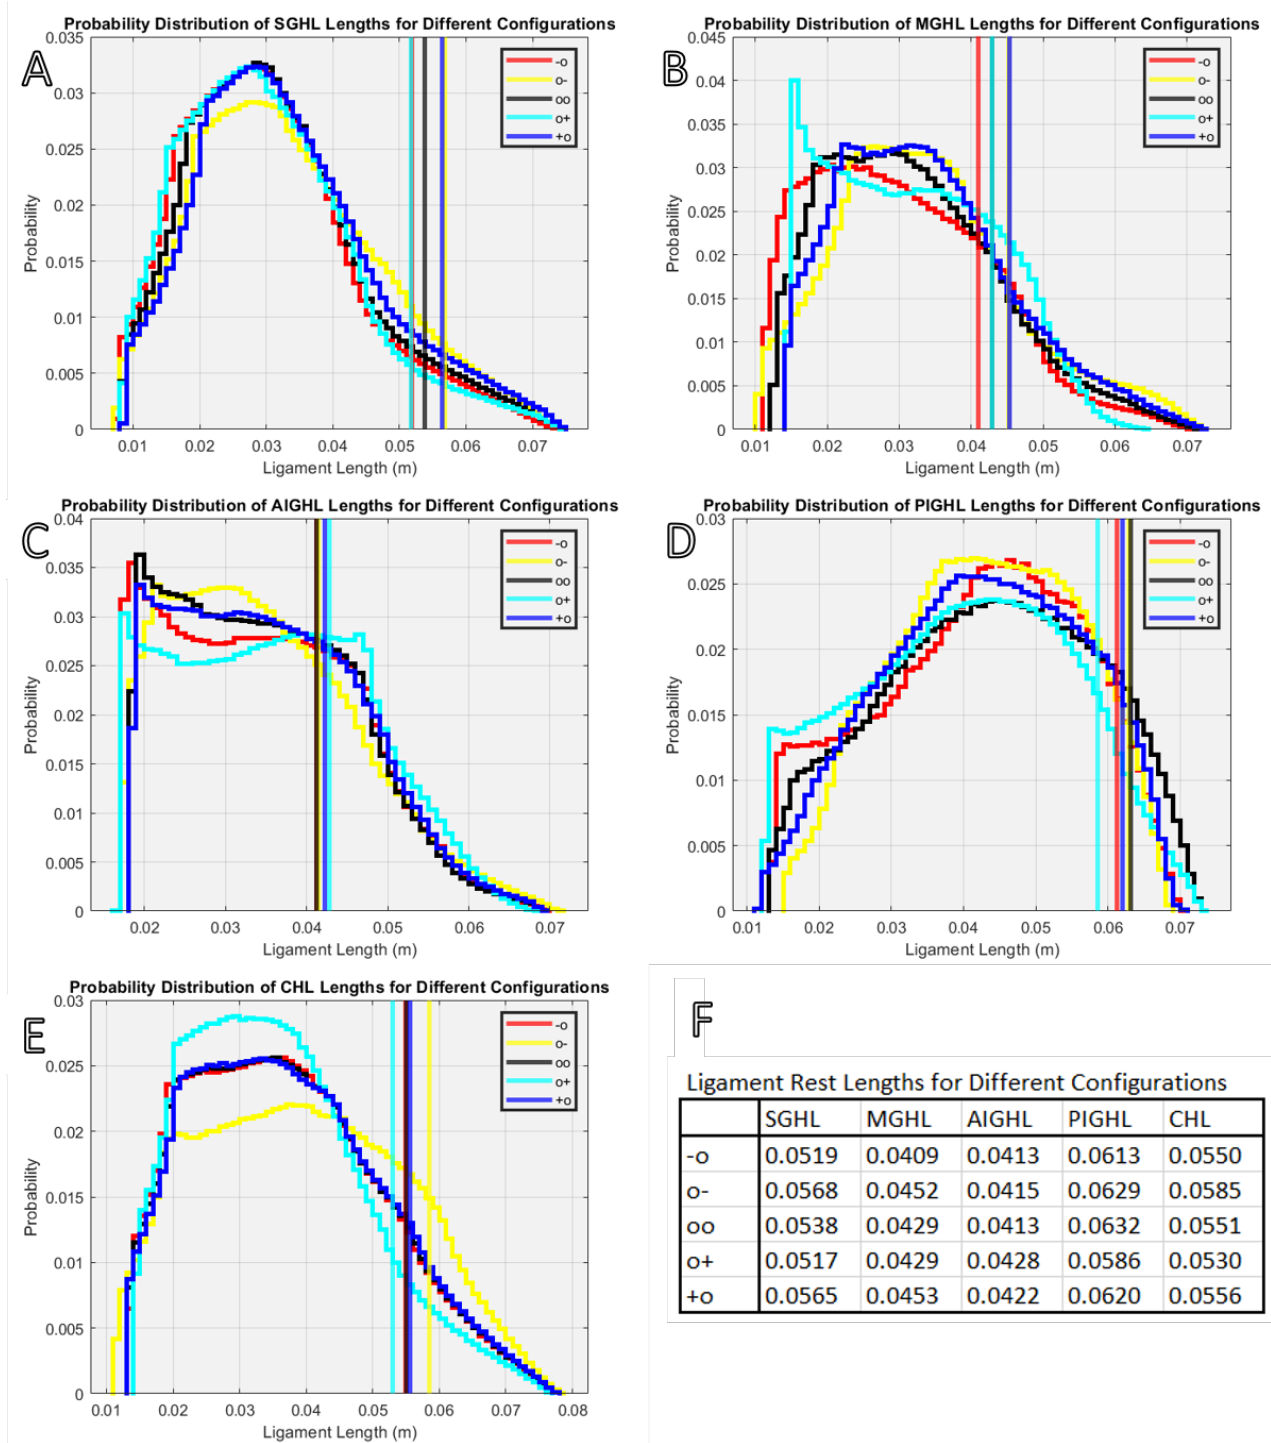 A
Probability Distribution of SGHL Lengths for Different Configurations
0.035
0.03
0.025
0.02
0.015
0.01
0.005
0
Probability
-o
o-
oo
o+
+o
0.01 0.02 0.03 0.04 0.05 0.06 0.07
Ligament Length (m)
B
Probability Distribution of MGHL Lengths for Different Configurations
0.045
0.04
0.035
0.03
0.025
0.02
0.015
0.01
0.005
0
Probability
-o
o-
oo
o+
+o
0.01 0.02 0.03 0.04 0.05 0.06 0.07
Ligament Length (m)
C
Probability Distribution of AIGHL Lengths for Different Configurations
0.04
0.035
0.03
0.025
0.02
0.015
0.01
0.005
0
Probability
-o
o-
oo
o+
+o
0.02 0.03 0.04 0.05 0.06 0.07
Ligament Length (m)
D
Probability Distribution of PIGHL Lengths for Different Configurations
0.03
0.025
0.02
0.015
0.01
0.005
0
Probability
-o
o-
oo
o+
+o
0.01 0.02 0.03 0.04 0.05 0.06 0.07
Ligament Length (m)
E
Probability Distribution of CHL Lengths for Different Configurations
0.03
0.025
0.02
0.015
0.01
0.005
0
Probability
-o
o-
oo
o+
+o
0.01 0.02 0.03 0.04 0.05 0.06 0.07 0.08
Ligament Length (m)
F
Ligament Rest Lengths for Different Configurations
SGHL MGHL AIGHL PIGHL CHL
-o 0.0519 0.0409 0.0413 0.0613 0.0550
o- 0.0568 0.0452 0.0415 0.0629 0.0585
oo 0.0538 0.0429 0.0413 0.0632 0.0551
o+ 0.0517 0.0429 0.0428 0.0586 0.0530
+o 0.0565 0.0453 0.0422 0.0620 0.0556